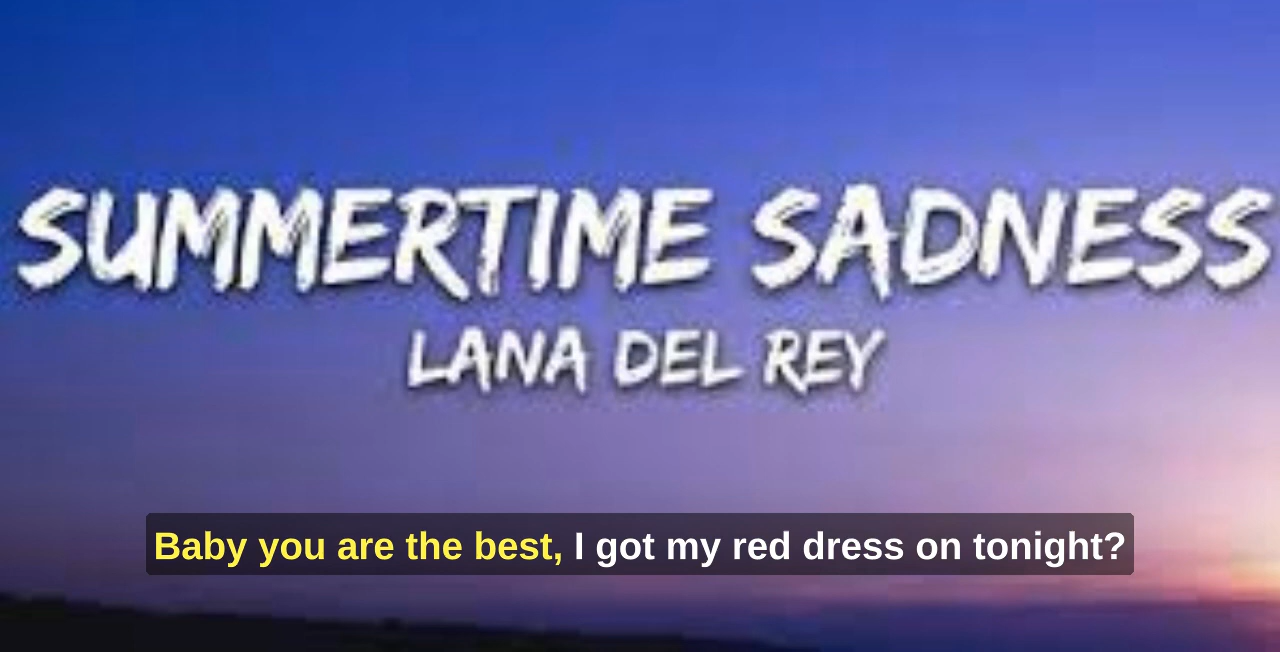 SUMMERTIME SADNESS
LANA DEL REY
Baby you are the best, I got my red dress on tonight?